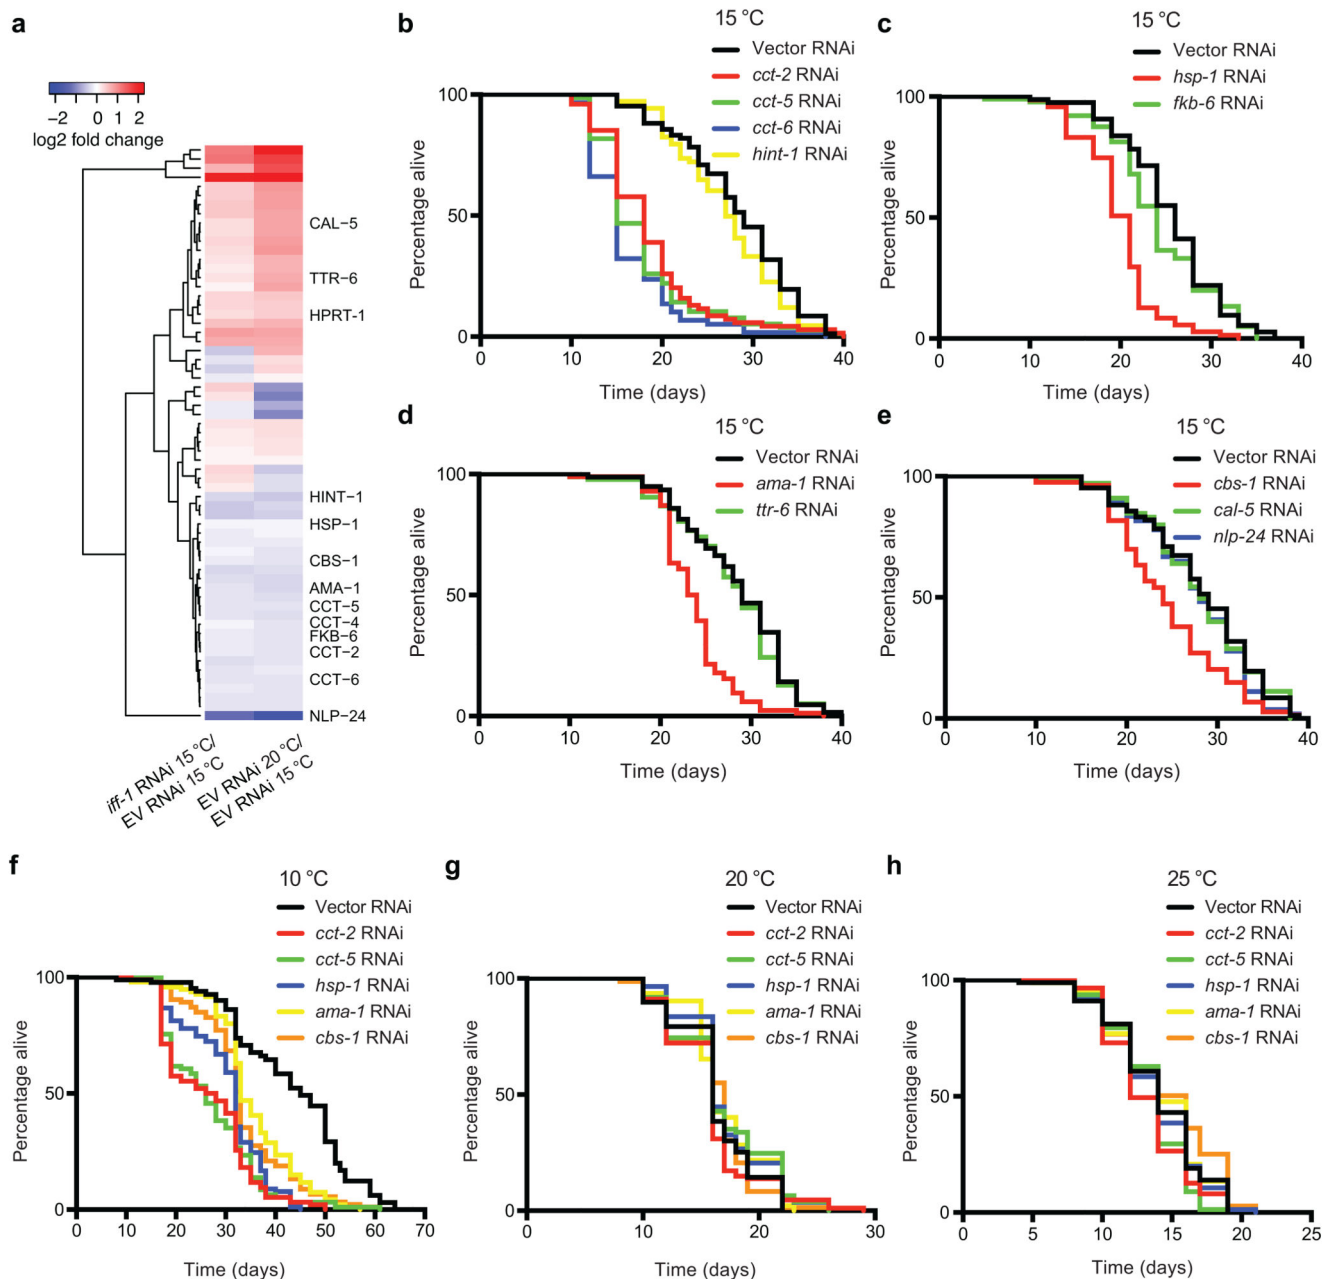 a
−2 −1 0 1 2
log2 fold change
CAL−5
TTR−6
HPRT-1
HINT−1
HSP−1
CBS−1
AMA−1
CCT−5
CCT−4
FKB−6
CCT−2
CCT−6
NLP−24
iff-1 RNAi 15 °C/
EV RNAi 15 °C
EV RNAi 20 °C/
EV RNAi 15 °C
b
15 °C
Vector RNAi
cct-2 RNAi
cct-5 RNAi
cct-6 RNAi
hint-1 RNAi
Percentage alive
100
50
0
0 10 20 30 40
Time (days)
c
15 °C
Vector RNAi
hsp-1 RNAi
fkb-6 RNAi
Percentage alive
100
50
0
0 10 20 30 40
Time (days)
d
15 °C
Vector RNAi
ama-1 RNAi
ttr-6 RNAi
Percentage alive
100
50
0
0 10 20 30 40
Time (days)
e
15 °C
Vector RNAi
cbs-1 RNAi
cal-5 RNAi
nlp-24 RNAi
Percentage alive
100
50
0
0 10 20 30 40
Time (days)
f
10 °C
Vector RNAi
cct-2 RNAi
cct-5 RNAi
hsp-1 RNAi
ama-1 RNAi
cbs-1 RNAi
Percentage alive
100
50
0
0 10 20 30 40 50 60 70
Time (days)
g
20 °C
Vector RNAi
cct-2 RNAi
cct-5 RNAi
hsp-1 RNAi
ama-1 RNAi
cbs-1 RNAi
Percentage alive
100
50
0
0 10 20 30
Time (days)
h
25 °C
Vector RNAi
cct-2 RNAi
cct-5 RNAi
hsp-1 RNAi
ama-1 RNAi
cbs-1 RNAi
Percentage alive
100
50
0
0 5 10 15 20 25
Time (days)